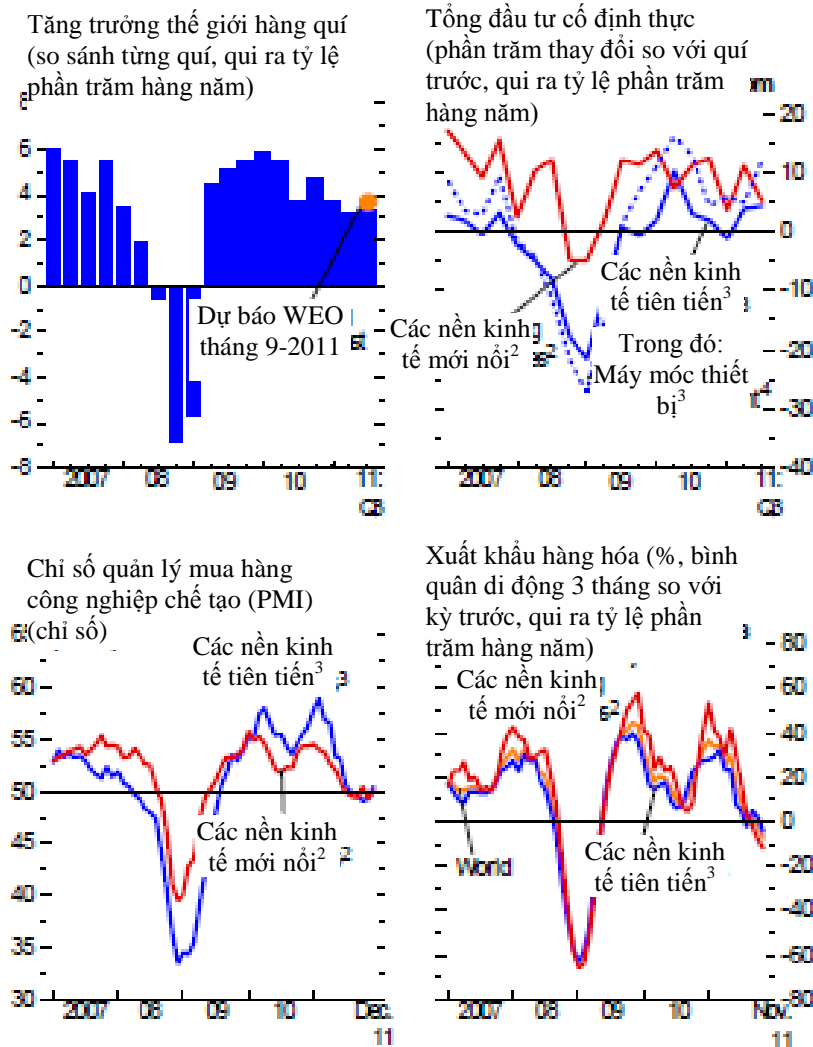 Tăng trưởng thế giới hàng quí
(so sánh từng quí, qui ra tỷ lệ
phần trăm hàng năm)
8
6
4
2
0
-2
-4
-6
-8
Dự báo WEO
tháng 9-2011
2007 08 09 10 11:
Q3
Tổng đầu tư cố định thực
(phần trăm thay đổi so với quí
trước, qui ra tỷ lệ phần trăm
hàng năm)
20
10
0
-10
-20
-30
-40
Các nền kinh
tế tiên tiến³
Các nền kinh
tế mới nổi²
Trong đó:
Máy móc thiết
bị³
2007 08 09 10 11:
Q3
Chỉ số quản lý mua hàng
công nghiệp chế tạo (PMI)
(chỉ số)
65
60
55
50
45
40
35
30
Các nền kinh
tế tiên tiến³
Các nền kinh
tế mới nổi²
2007 08 09 10 Dec.
11
Xuất khẩu hàng hóa (%, bình
quân di động 3 tháng so với
kỳ trước, qui ra tỷ lệ phần
trăm hàng năm)
80
60
40
20
0
-20
-40
-60
-80
Các nền kinh
tế mới nổi²
World
Các nền kinh
tế tiên tiến³
2007 08 09 10 Nov.
11